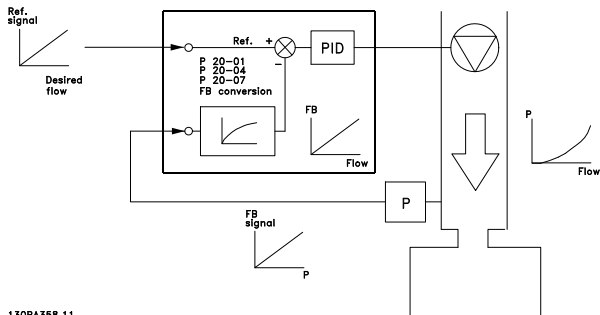 Ref.
signal
Desired
flow
Ref.
+
-
PID
P 20-01
P 20-04
P 20-07
FB conversion
FB
Flow
P
Flow
P
FB
signal
P
130BA358.11